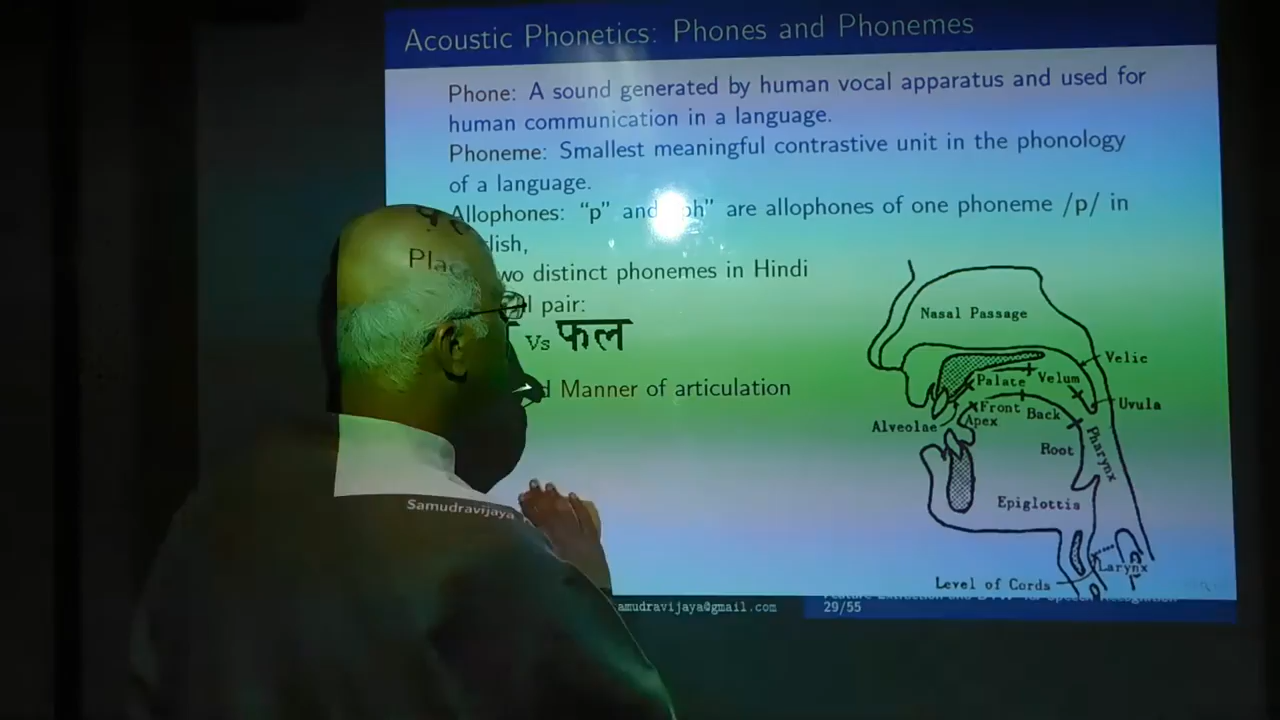 Acoustic Phonetics: Phones and Phonemes
Phone: A sound generated by human vocal apparatus and used for
human communication in a language.
Phoneme: Smallest meaningful contrastive unit in the phonology
of a language.
Allophones: "p" and "ph" are allophones of one phoneme /p/ in
lish,
wo distinct phonemes in Hindi
l pair:
Vs फल
Plac
d Manner of articulation
Nasal Passage
Velic
Palate Velum
Uvula
Front
Apex Back
Alveolae
Root
Pharynx
Epiglottis
Larynx
Level of Cords
Samudravijaya
amudravijaya@gmail.com
29/55